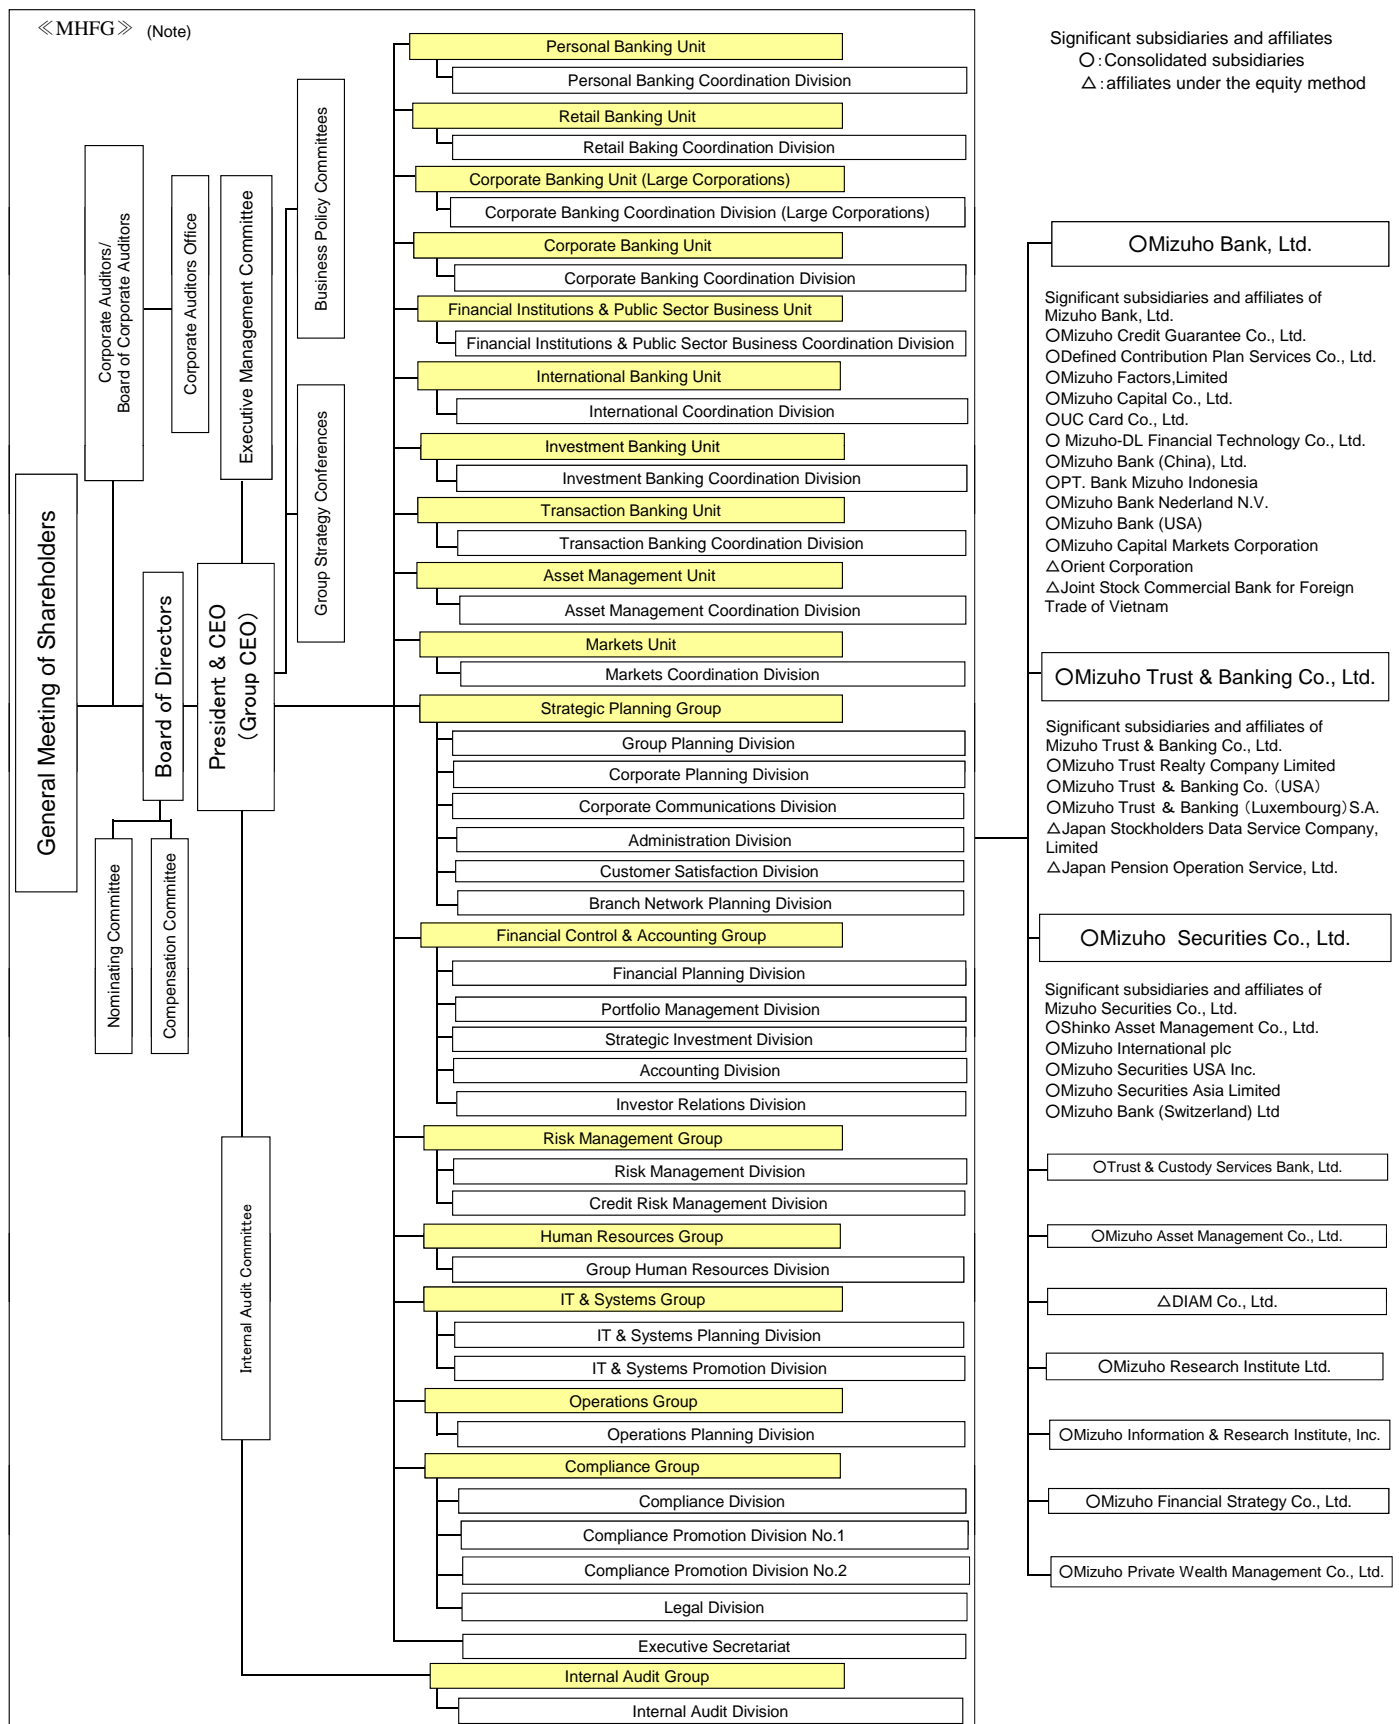 ≪MHFG≫ (Note)
General Meeting of Shareholders
Corporate Auditors/
Board of Corporate Auditors
Corporate Auditors Office
Board of Directors
Nominating Committee
Compensation Committee
President & CEO
(Group CEO)
Executive Management Committee
Business Policy Committees
Group Strategy Conferences
Internal Audit Committee
Personal Banking Unit
Personal Banking Coordination Division
Retail Banking Unit
Retail Baking Coordination Division
Corporate Banking Unit (Large Corporations)
Corporate Banking Coordination Division (Large Corporations)
Corporate Banking Unit
Corporate Banking Coordination Division
Financial Institutions & Public Sector Business Unit
Financial Institutions & Public Sector Business Coordination Division
International Banking Unit
International Coordination Division
Investment Banking Unit
Investment Banking Coordination Division
Transaction Banking Unit
Transaction Banking Coordination Division
Asset Management Unit
Asset Management Coordination Division
Markets Unit
Markets Coordination Division
Strategic Planning Group
Group Planning Division
Corporate Planning Division
Corporate Communications Division
Administration Division
Customer Satisfaction Division
Branch Network Planning Division
Financial Control & Accounting Group
Financial Planning Division
Portfolio Management Division
Strategic Investment Division
Accounting Division
Investor Relations Division
Risk Management Group
Risk Management Division
Credit Risk Management Division
Human Resources Group
Group Human Resources Division
IT & Systems Group
IT & Systems Planning Division
IT & Systems Promotion Division
Operations Group
Operations Planning Division
Compliance Group
Compliance Division
Compliance Promotion Division No.1
Compliance Promotion Division No.2
Legal Division
Executive Secretariat
Internal Audit Group
Internal Audit Division
Significant subsidiaries and affiliates
○:Consolidated subsidiaries
△:affiliates under the equity method
○Mizuho Bank, Ltd.
Significant subsidiaries and affiliates of
Mizuho Bank, Ltd.
○Mizuho Credit Guarantee Co., Ltd.
○Defined Contribution Plan Services Co., Ltd.
○Mizuho Factors,Limited
○Mizuho Capital Co., Ltd.
○UC Card Co., Ltd.
○ Mizuho-DL Financial Technology Co., Ltd.
○Mizuho Bank (China), Ltd.
○PT. Bank Mizuho Indonesia
○Mizuho Bank Nederland N.V.
○Mizuho Bank (USA)
○Mizuho Capital Markets Corporation
△Orient Corporation
△Joint Stock Commercial Bank for Foreign
Trade of Vietnam
○Mizuho Trust & Banking Co., Ltd.
Significant subsidiaries and affiliates of
Mizuho Trust & Banking Co., Ltd.
○Mizuho Trust Realty Company Limited
○Mizuho Trust & Banking Co. (USA)
○Mizuho Trust & Banking (Luxembourg)S.A.
△Japan Stockholders Data Service Company,
Limited
△Japan Pension Operation Service, Ltd.
○Mizuho Securities Co., Ltd.
Significant subsidiaries and affiliates of
Mizuho Securities Co., Ltd.
○Shinko Asset Management Co., Ltd.
○Mizuho International plc
○Mizuho Securities USA Inc.
○Mizuho Securities Asia Limited
○Mizuho Bank (Switzerland) Ltd
○Trust & Custody Services Bank, Ltd.
○Mizuho Asset Management Co., Ltd.
△DIAM Co., Ltd.
○Mizuho Research Institute Ltd.
○Mizuho Information & Research Institute, Inc.
○Mizuho Financial Strategy Co., Ltd.
○Mizuho Private Wealth Management Co., Ltd.